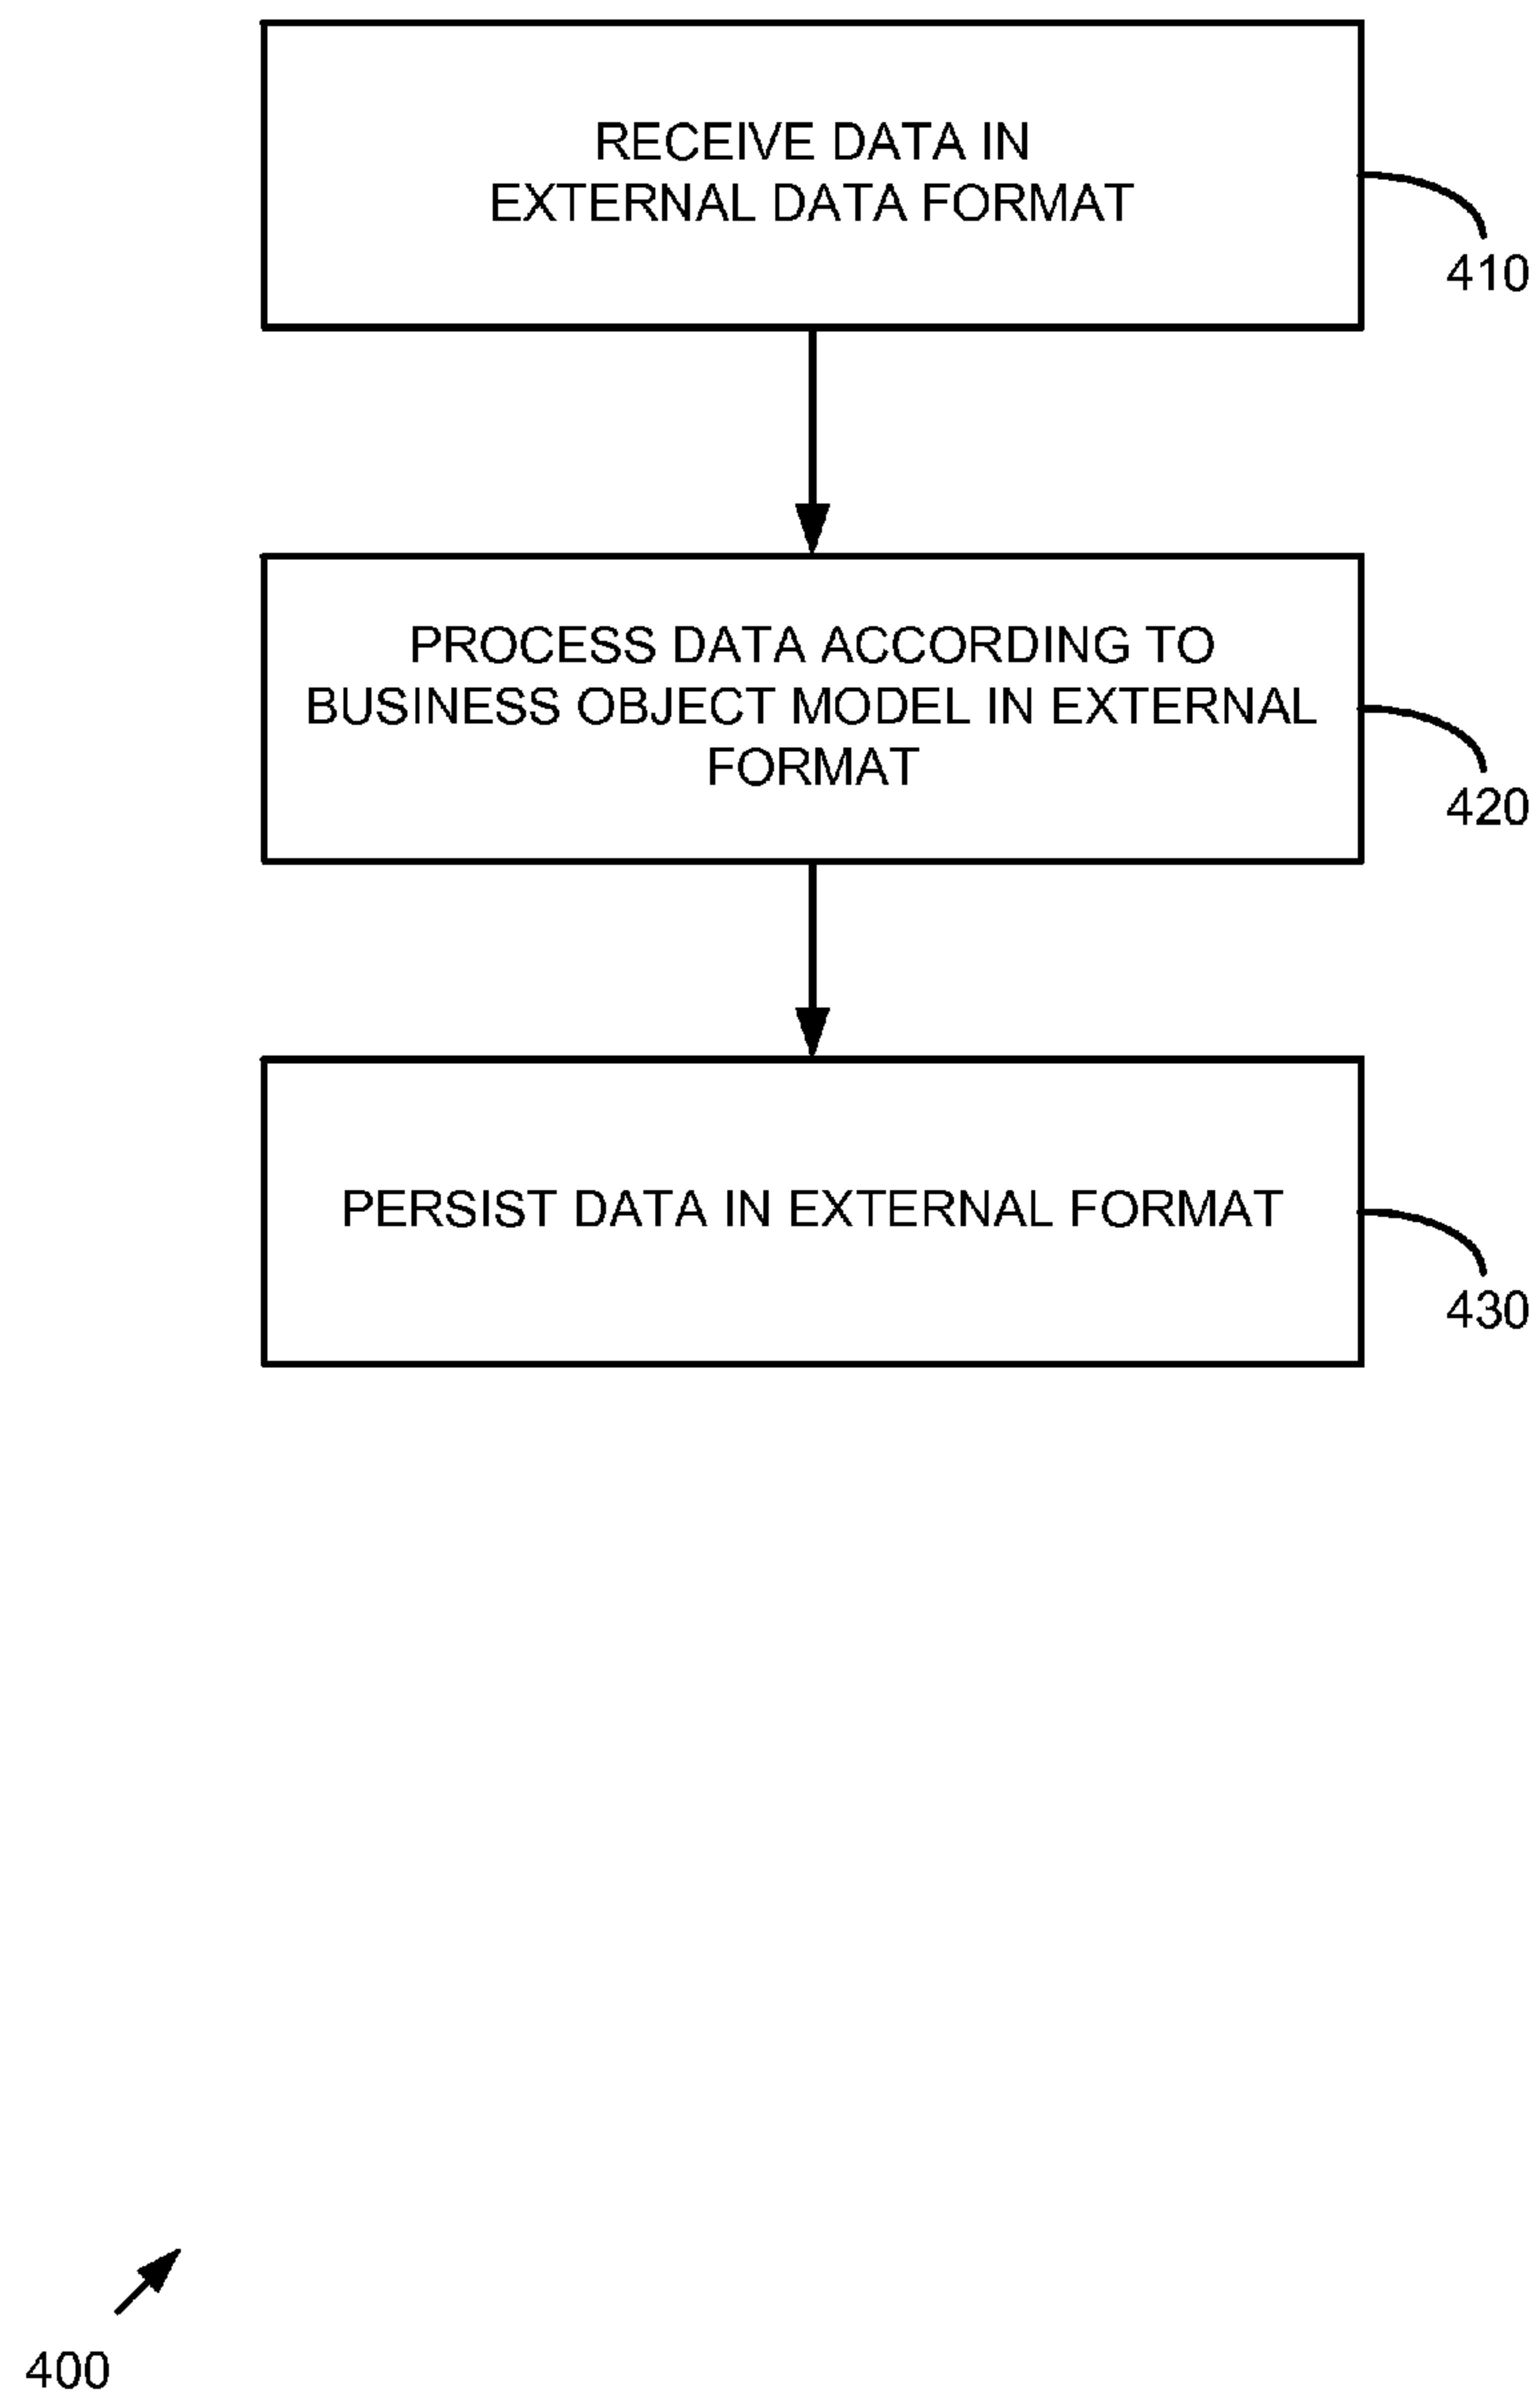 RECEIVE DATA IN
EXTERNAL DATA FORMAT
410
PROCESS DATA ACCORDING TO
BUSINESS OBJECT MODEL IN EXTERNAL
FORMAT
420
PERSIST DATA IN EXTERNAL FORMAT
430
400